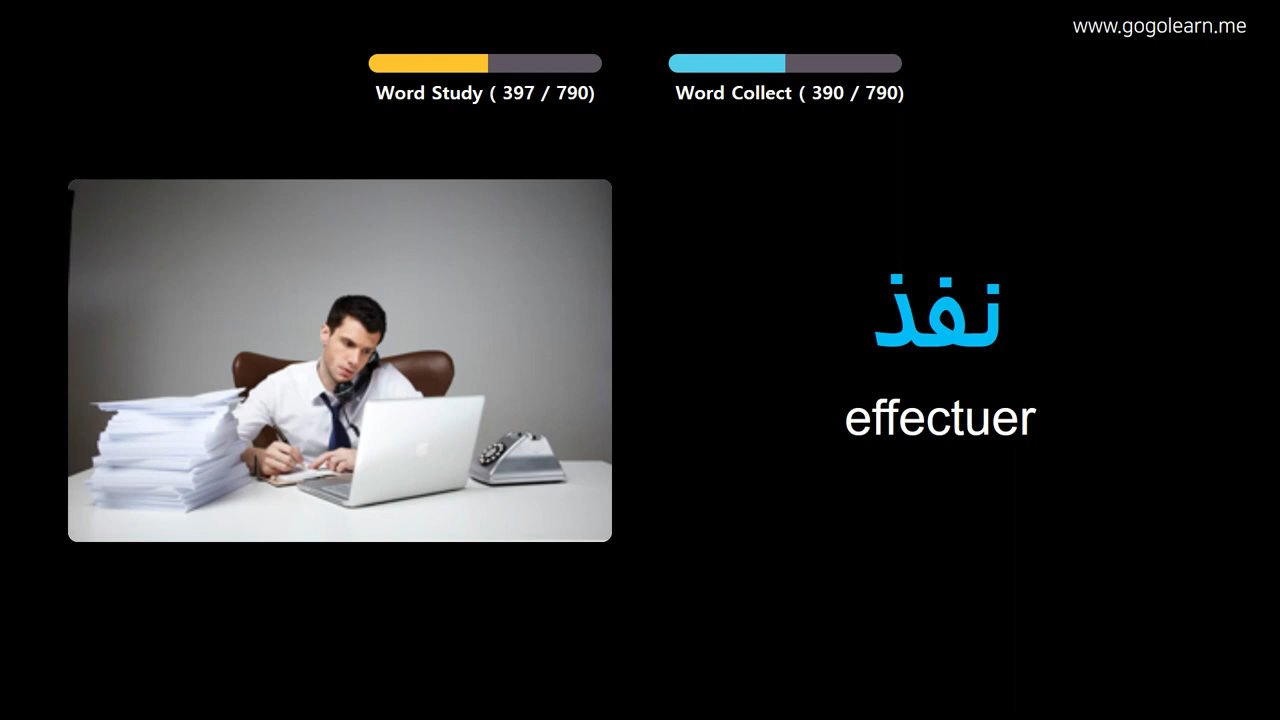 www.gogolearn.me
Word Study ( 397 / 790)
Word Collect ( 390 / 790)
نفذ
effectuer